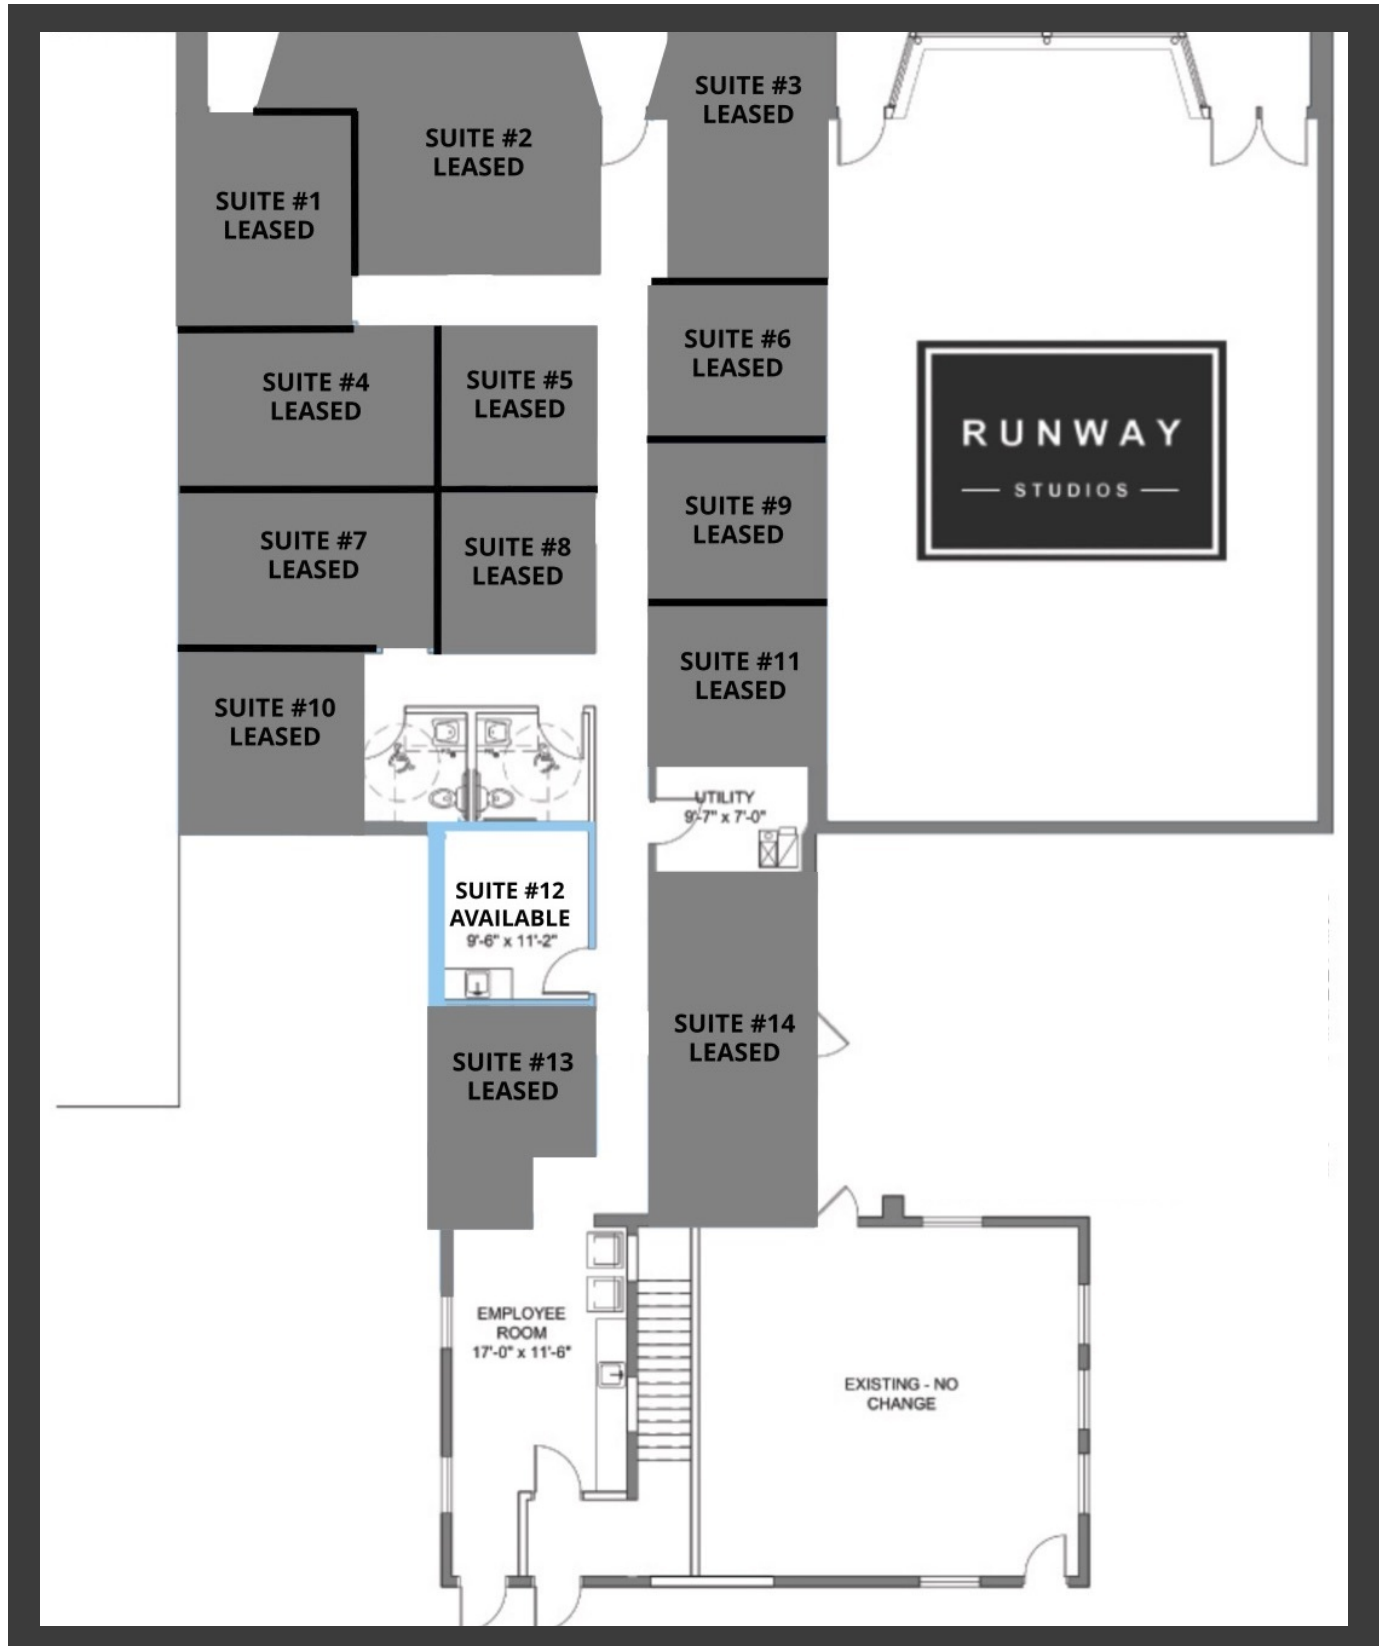 SUITE #3
LEASED
SUITE #2
LEASED
SUITE #1
LEASED
SUITE #6
LEASED
SUITE #4
LEASED
SUITE #5
LEASED
RUNWAY
STUDIOS
SUITE #9
LEASED
SUITE #7
LEASED
SUITE #8
LEASED
SUITE #11
LEASED
SUITE #10
LEASED
UTILITY
9'-7" x 7'-0"
SUITE #12
AVAILABLE
9'-6" x 11'-2"
SUITE #14
LEASED
SUITE #13
LEASED
EMPLOYEE
ROOM
17'-0" x 11'-6"
EXISTING - NO
CHANGE